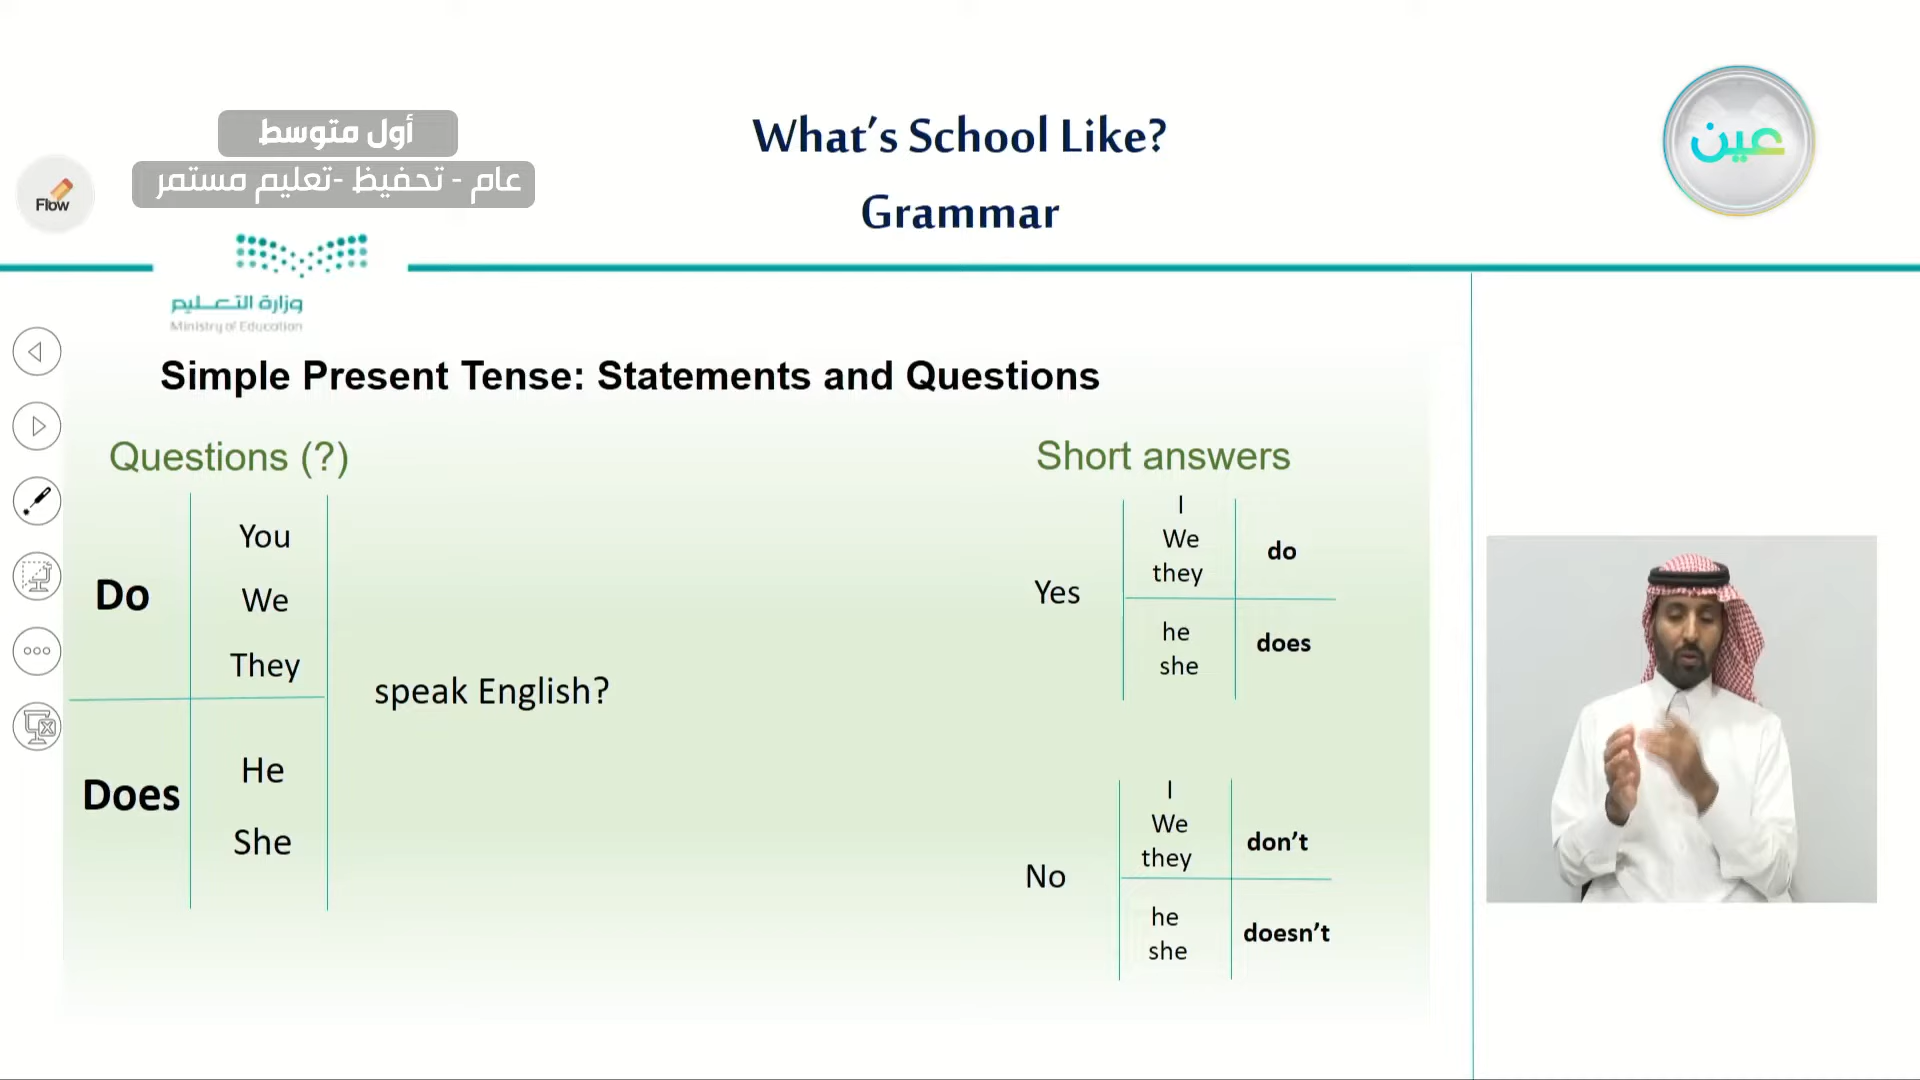 أول متوسط
عام - تحفيظ -تعليم مستمر
Flow
What's School Like?
Grammar
عين
وزارة التعليم
Ministry of Education
Simple Present Tense: Statements and Questions
Questions (?)
Do
You
We
They
Does
He
She
speak English?
Short answers
Yes
I
We
they
do
he
she
does
No
I
We
they
don't
he
she
doesn't